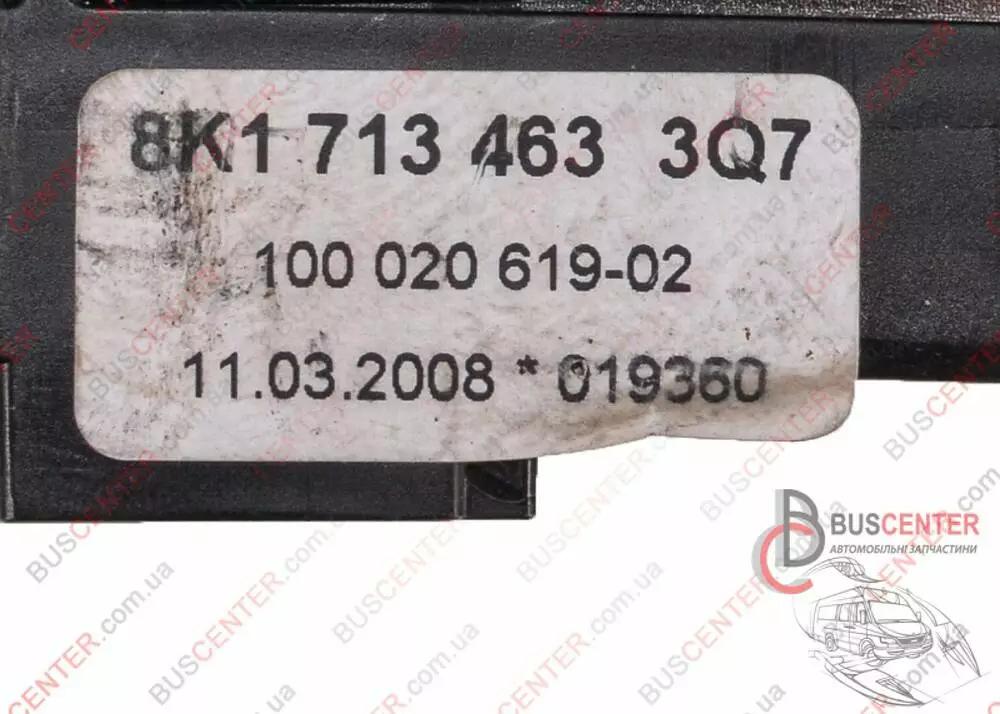 8K1 713 463 3Q7
100 020 619-02
11.03.2008 * 019360
BUSCENTER
АВТОМОБІЛЬНІ ЗАПЧАСТИНИ
BUSCENTER.com.ua